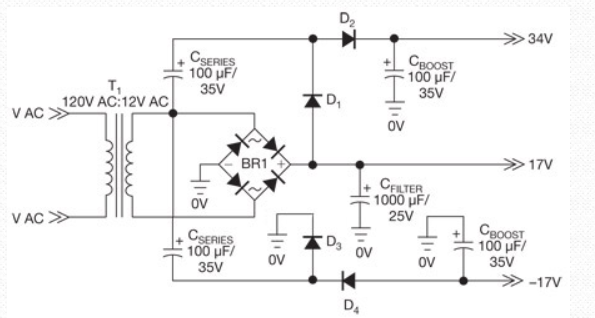 D2
34V
CSERIES
100 µF/
35V
+
+
CBOOST
100 µF/
35V
0V
T1
120V AC:12V AC
D1
V AC
~
− BR1 +
~
17V
0V
+
CFILTER
1000 µF/
25V
0V
V AC
+
CSERIES
100 µF/
35V
0V
D3
0V
+
CBOOST
100 µF/
35V
−17V
D4